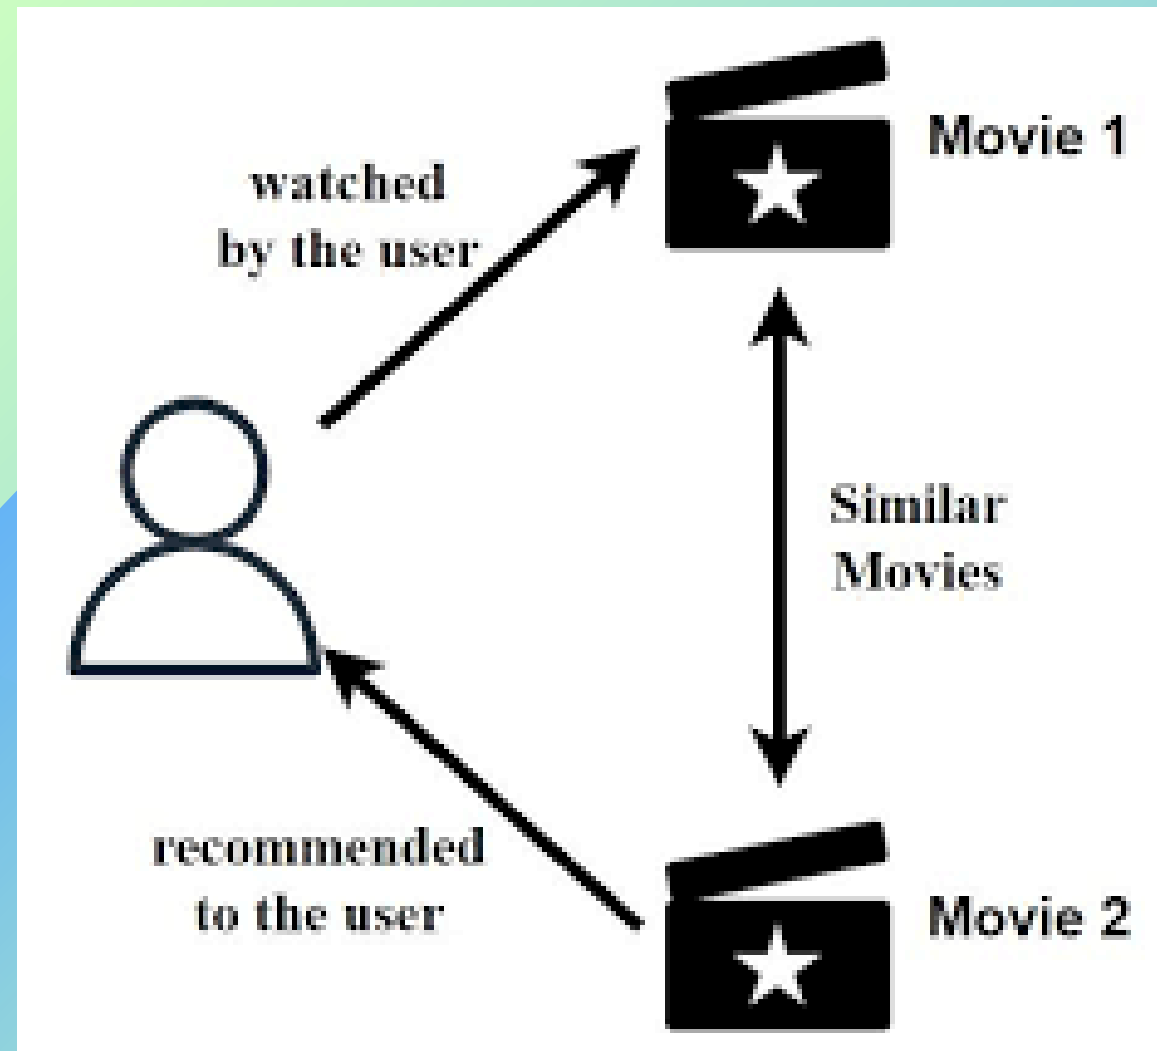 Movie 1
watched
by the user
Similar
Movies
recommended
to the user
Movie 2